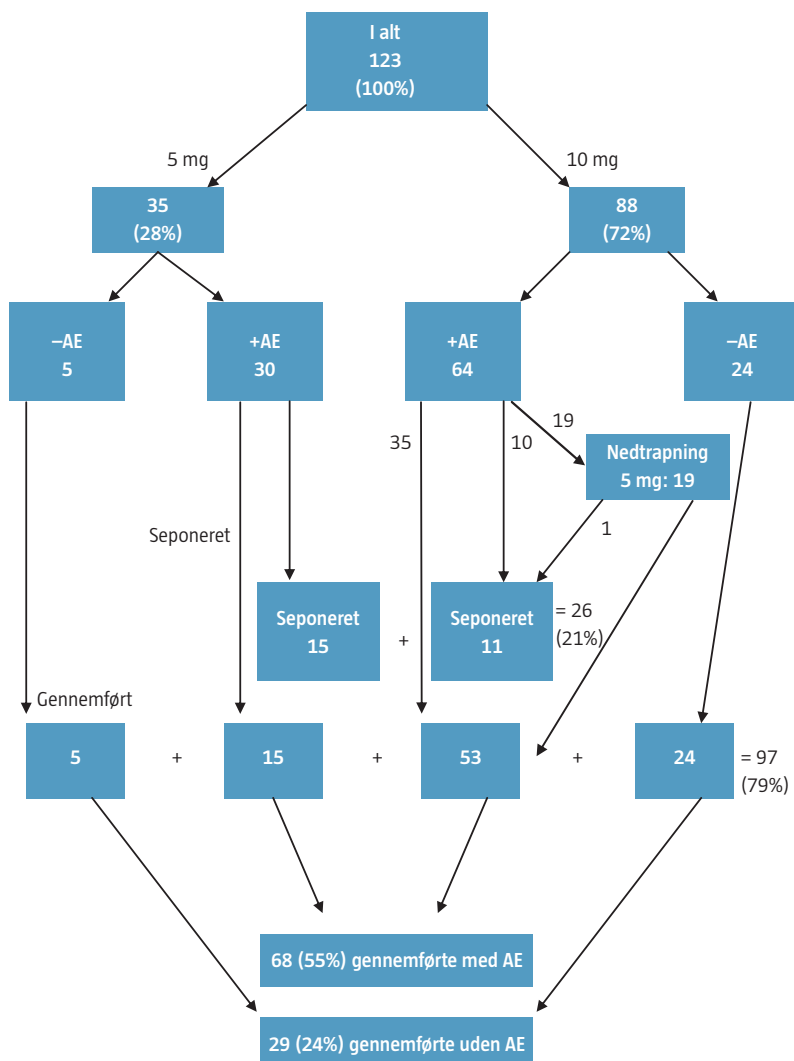 I alt
123
(100%)
5 mg
10 mg
35
(28%)
88
(72%)
–AE
5
+AE
30
+AE
64
–AE
24
35
10
19
Nedtrapning
5 mg: 19
1
Seponeret
Seponeret
15
+
Seponeret
11
= 26
(21%)
Gennemført
5
+
15
+
53
+
24
= 97
(79%)
68 (55%) gennemførte med AE
29 (24%) gennemførte uden AE